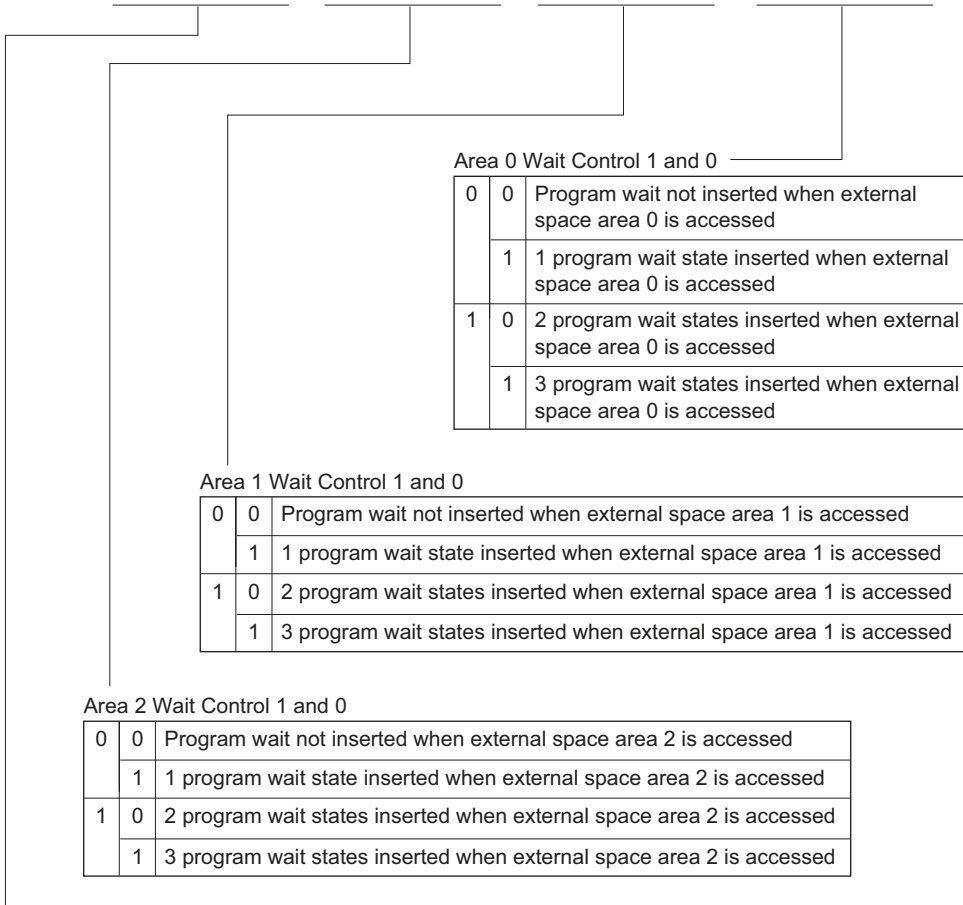 Area 0 Wait Control 1 and 0
0 0 Program wait not inserted when external
space area 0 is accessed
1 1 program wait state inserted when external
space area 0 is accessed
1 0 2 program wait states inserted when external
space area 0 is accessed
1 3 program wait states inserted when external
space area 0 is accessed
Area 1 Wait Control 1 and 0
0 0 Program wait not inserted when external space area 1 is accessed
1 1 program wait state inserted when external space area 1 is accessed
1 0 2 program wait states inserted when external space area 1 is accessed
1 3 program wait states inserted when external space area 1 is accessed
Area 2 Wait Control 1 and 0
0 0 Program wait not inserted when external space area 2 is accessed
1 1 program wait state inserted when external space area 2 is accessed
1 0 2 program wait states inserted when external space area 2 is accessed
1 3 program wait states inserted when external space area 2 is accessed